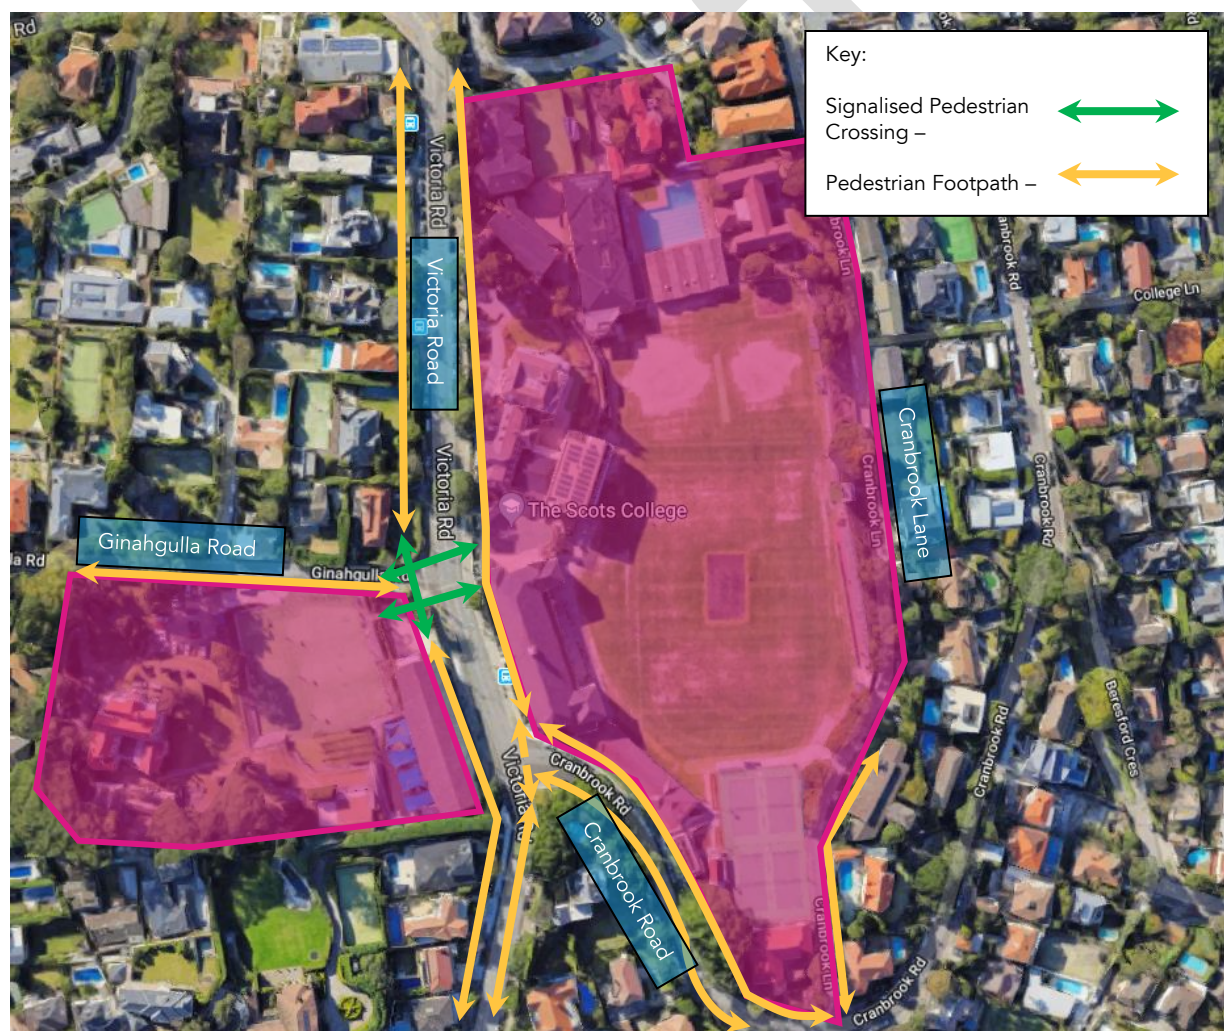 Rd
ns
Rd
Key:
Signalised Pedestrian
Crossing –
Pedestrian Footpath –
Victoria Rd
Victoria Road
Cranbrook Rd
College Ln
Victoria Rd
Cranbrook Lane
Cranbrook Ln
Cranbrook Rd
The Scots College
Ginahgulla Road
la Rd
Ginahgulla Rd
Beresford Cres
Cranbrook Rd
Victoria Rd
Cranbrook Rd
Cranbrook Road
Cranbrook Ln
Cranbrook Rd